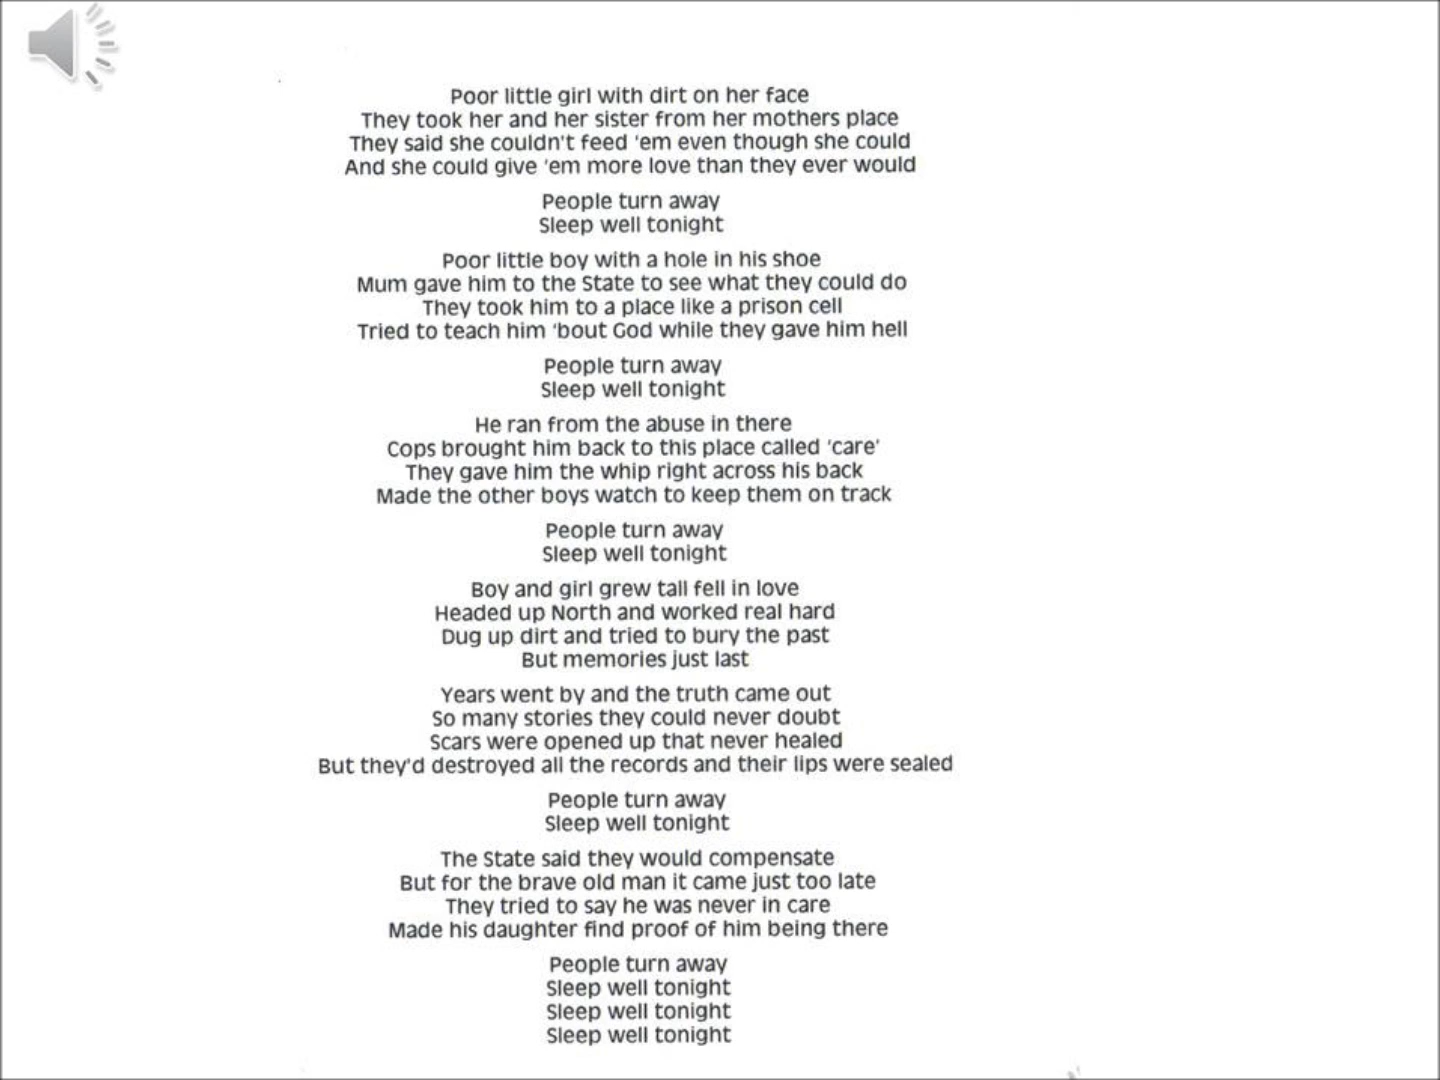 Poor little girl with dirt on her face
They took her and her sister from her mothers place
They said she couldn't feed ‘em even though she could
And she could give ‘em more love than they ever would
People turn away
Sleep well tonight
Poor little boy with a hole in his shoe
Mum gave him to the State to see what they could do
They took him to a place like a prison cell
Tried to teach him ‘bout God while they gave him hell
People turn away
Sleep well tonight
He ran from the abuse in there
Cops brought him back to this place called ‘care’
They gave him the whip right across his back
Made the other boys watch to keep them on track
People turn away
Sleep well tonight
Boy and girl grew tall fell in love
Headed up North and worked real hard
Dug up dirt and tried to bury the past
But memories just last
Years went by and the truth came out
So many stories they could never doubt
Scars were opened up that never healed
But they'd destroyed all the records and their lips were sealed
People turn away
Sleep well tonight
The State said they would compensate
But for the brave old man it came just too late
They tried to say he was never in care
Made his daughter find proof of him being there
People turn away
Sleep well tonight
Sleep well tonight
Sleep well tonight